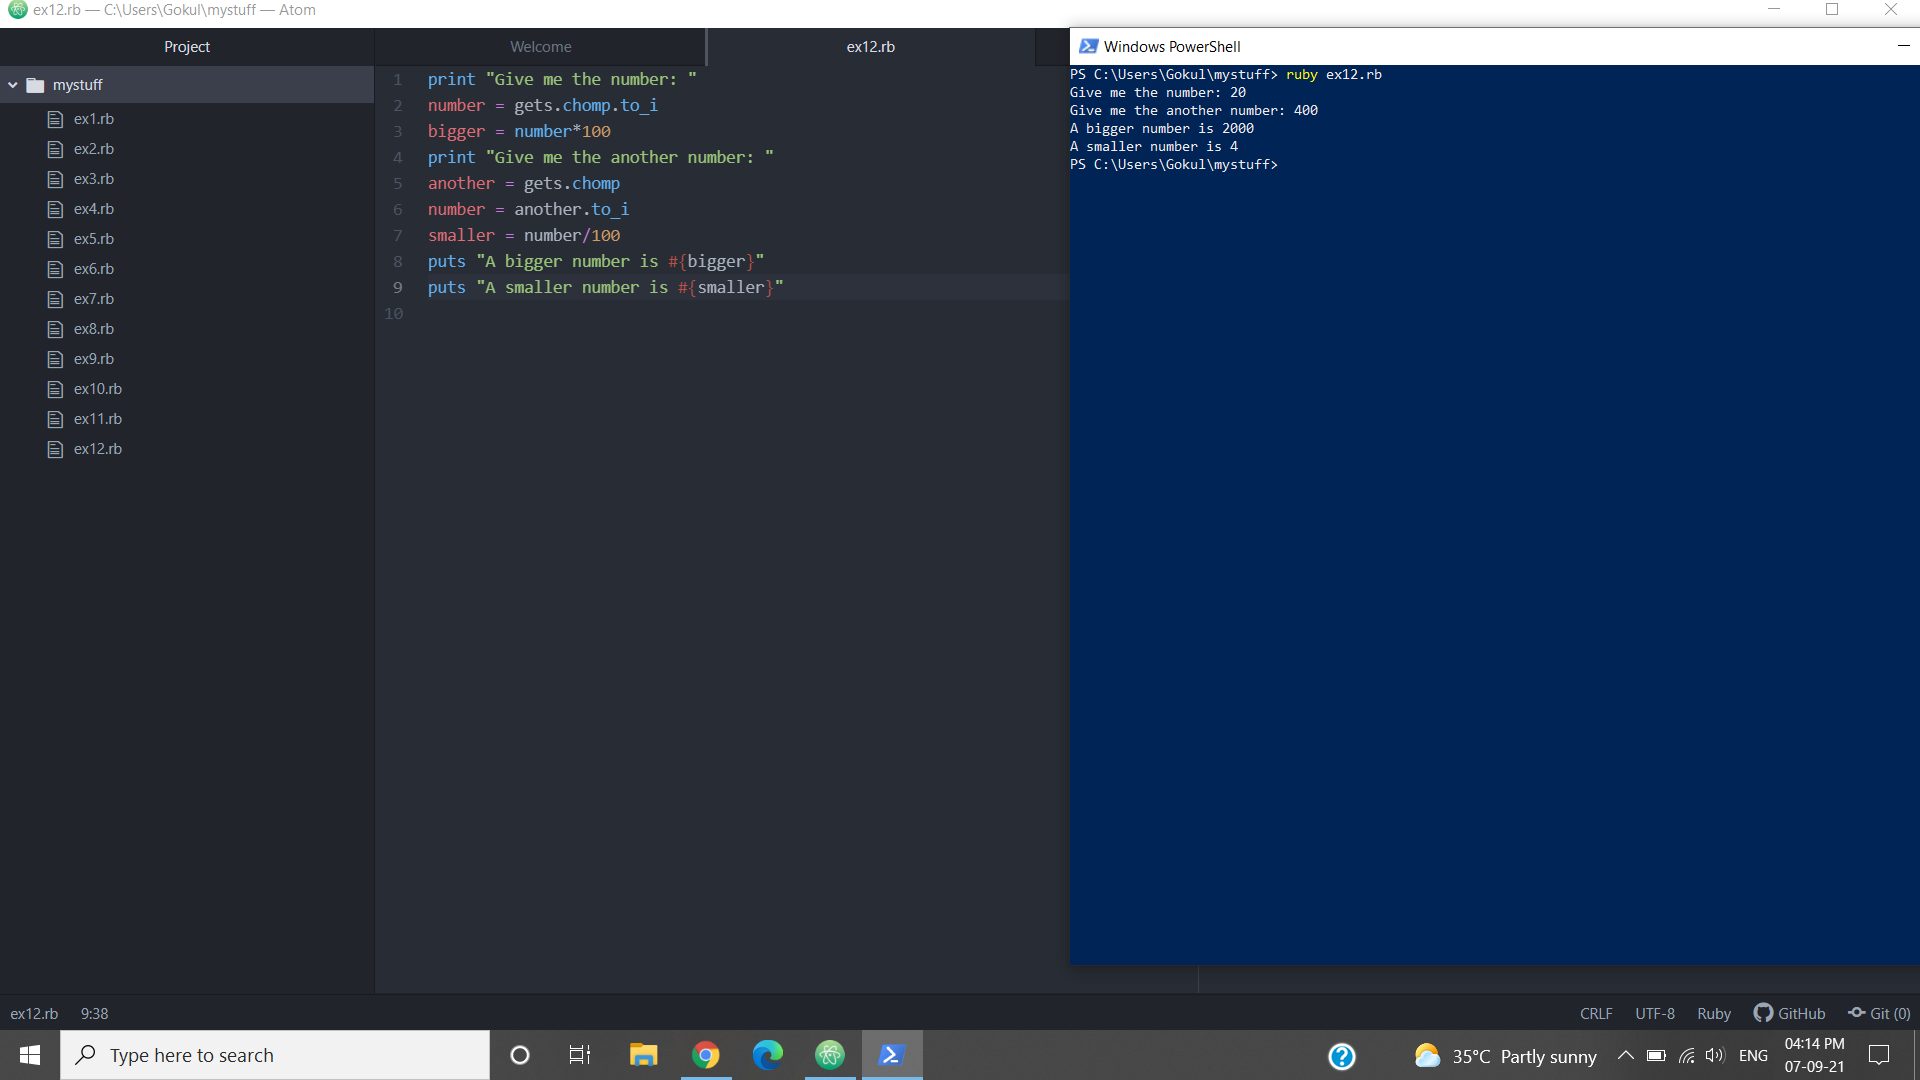 ex12.rb — C:\Users\Gokul\mystuff — Atom
Project
mystuff
ex1.rb
ex2.rb
ex3.rb
ex4.rb
ex5.rb
ex6.rb
ex7.rb
ex8.rb
ex9.rb
ex10.rb
ex11.rb
ex12.rb
Welcome
ex12.rb
1 print "Give me the number: "
2 number = gets.chomp.to_i
3 bigger = number*100
4 print "Give me the another number: "
5 another = gets.chomp
6 number = another.to_i
7 smaller = number/100
8 puts "A bigger number is #{bigger}"
9 puts "A smaller number is #{smaller}"
10
Windows PowerShell
PS C:\Users\Gokul\mystuff> ruby ex12.rb
Give me the number: 20
Give me the another number: 400
A bigger number is 2000
A smaller number is 4
PS C:\Users\Gokul\mystuff>
ex12.rb 9:38
CRLF UTF-8 Ruby GitHub Git (0)
Type here to search
35°C Partly sunny
ENG
04:14 PM
07-09-21